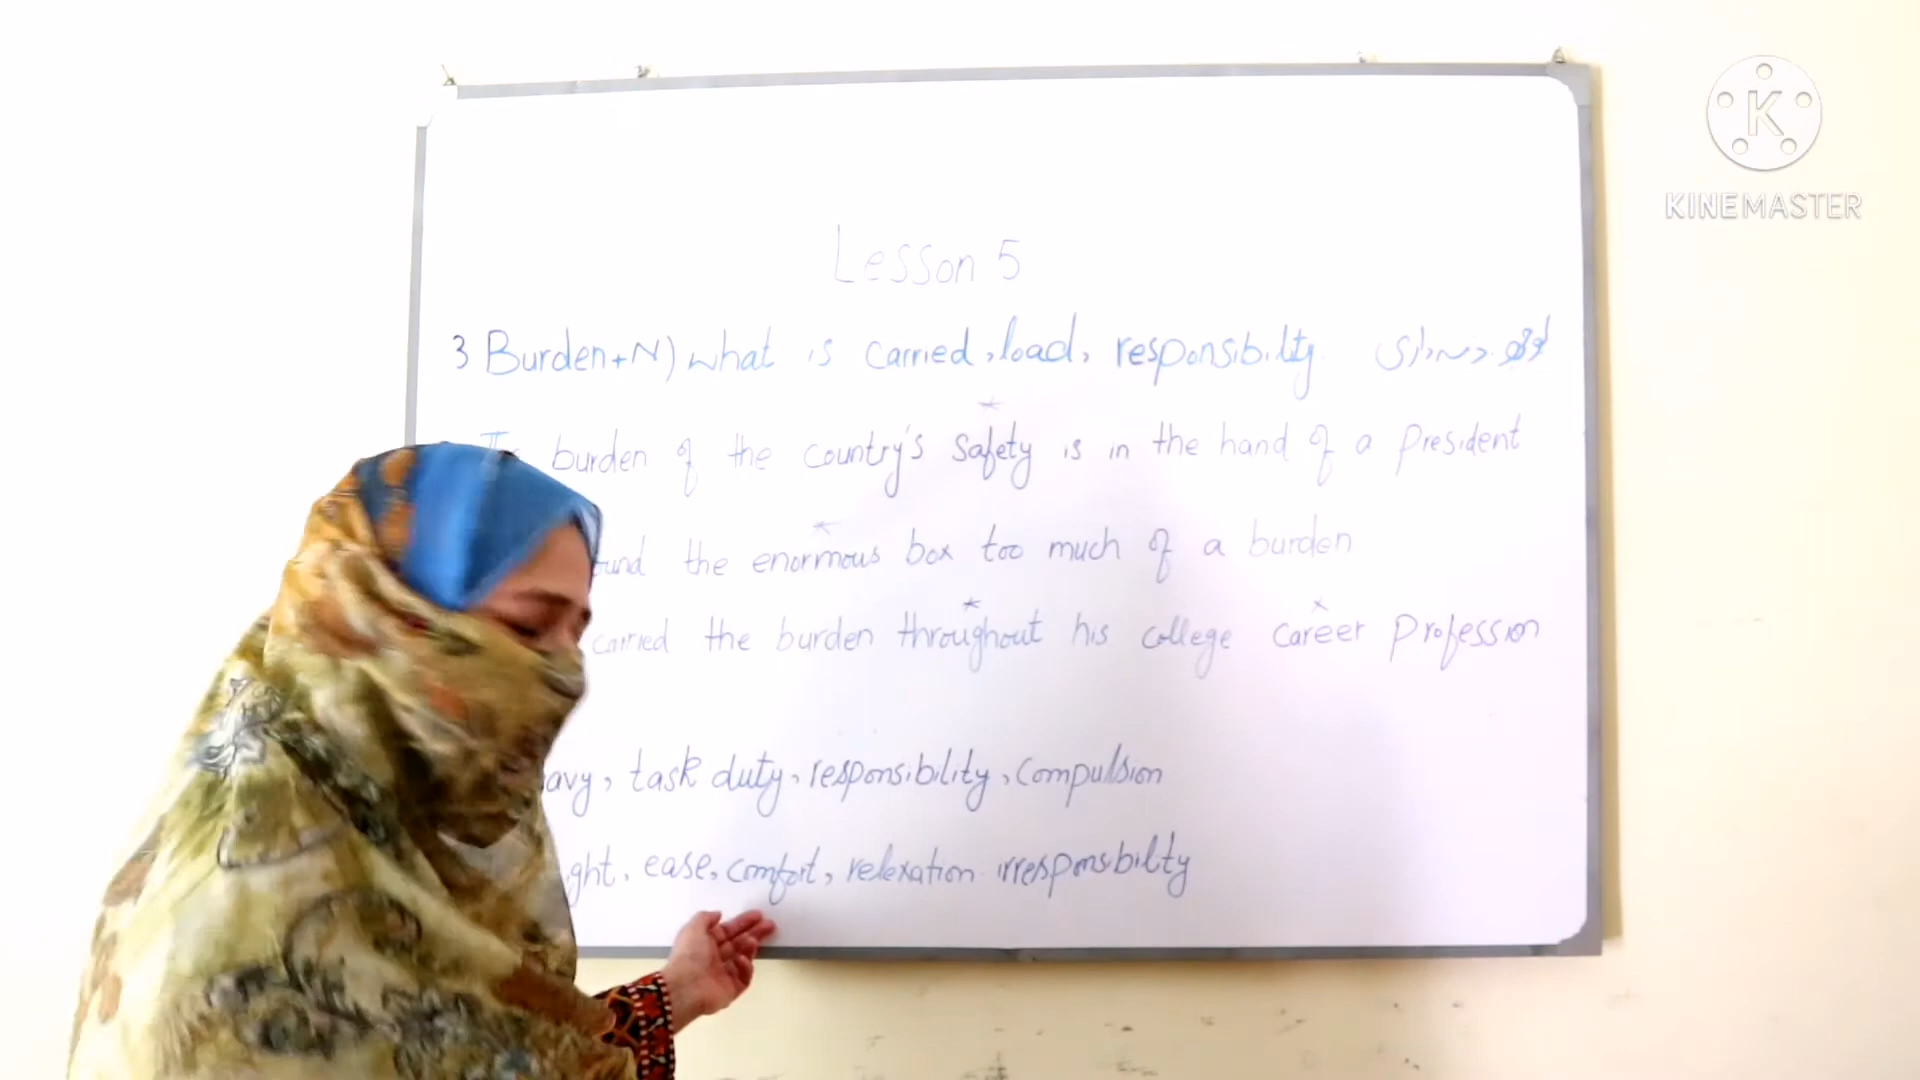 Lesson 5
3 Burden+N) what is carried, load, responsibility.
burden of the country's safety is in the hand of a president
the enormous box too much of a burden
carried the burden throughout his college career profession
task duty, responsibility, compulsion
ease, comfort, relexation irresponsbilty
K
KINEMASTER